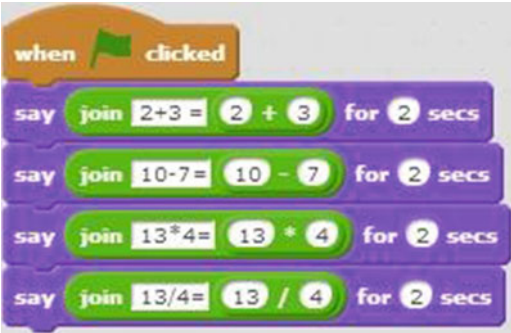 when clicked
say join 2+3 = 2 + 3 for 2 secs
say join 10-7= 10 - 7 for 2 secs
say join 13*4= 13 * 4 for 2 secs
say join 13/4= 13 / 4 for 2 secs